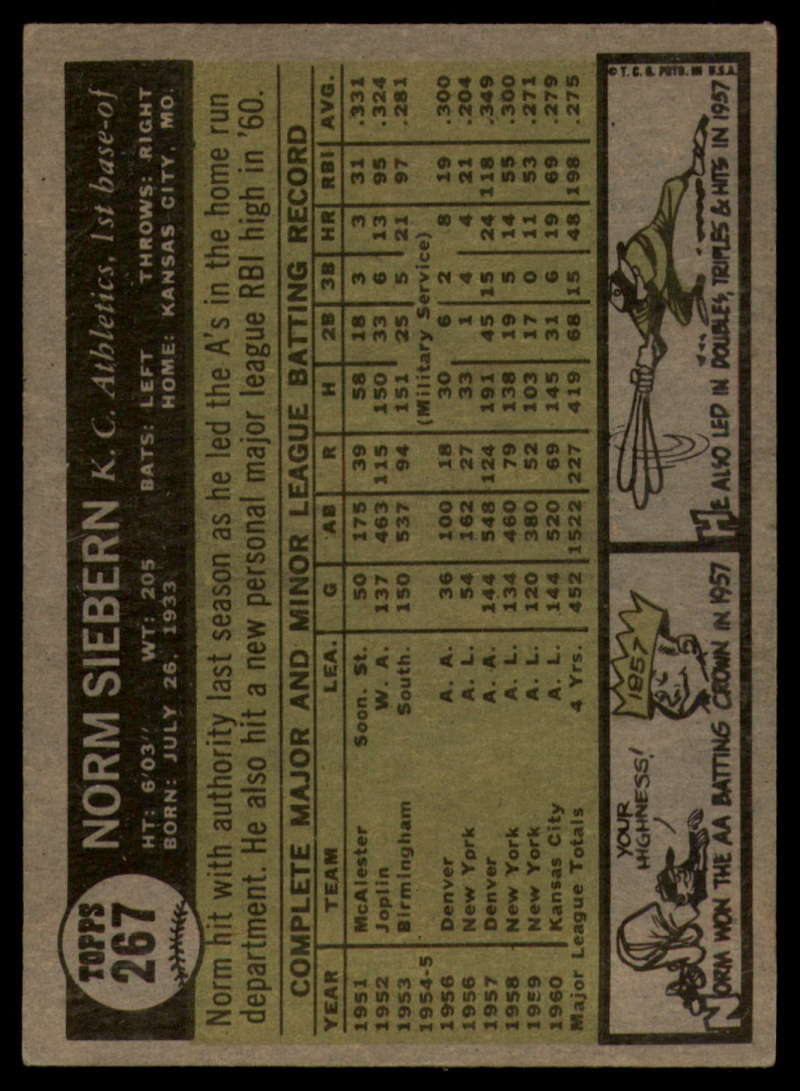 TOPPS
267
NORM SIEBERN K. C. Athletics, 1st base-of
HT: 6'03" WT: 205 BATS: LEFT THROWS: RIGHT
BORN: JULY 26, 1933 HOME: KANSAS CITY, MO.
Norm hit with authority last season as he led the A's in the home run
department. He also hit a new personal major league RBI high in '60.
COMPLETE MAJOR AND MINOR LEAGUE BATTING RECORD
YEAR TEAM LEA. G AB R H 2B 3B HR RBI AVG.
1951 McAlester Soon. St. 50 175 39 58 18 3 3 31 .331
1952 Joplin W. A. 137 463 115 150 33 6 13 95 .324
1953 Birmingham South. 150 537 94 151 25 5 21 97 .281
1954-5 (Military Service)
1956 Denver A. A. 36 100 18 30 6 2 8 19 .300
1956 New York A. L. 54 162 27 33 1 4 4 21 .204
1957 Denver A. A. 144 548 124 191 45 15 24 118 .349
1958 New York A. L. 134 460 79 138 19 5 14 55 .300
1959 New York A. L. 120 380 52 103 17 0 11 53 .271
1960 Kansas City A. L. 144 520 69 145 31 6 19 69 .279
Major League Totals 4 Yrs. 452 1522 227 419 68 15 48 198 .275
YOUR
HIGHNESS!
1957
NORM WON THE AA BATTING CROWN IN 1957
© T. C. G. PRTD. IN U.S.A.
HE ALSO LED IN DOUBLES, TRIPLES & HITS IN 1957